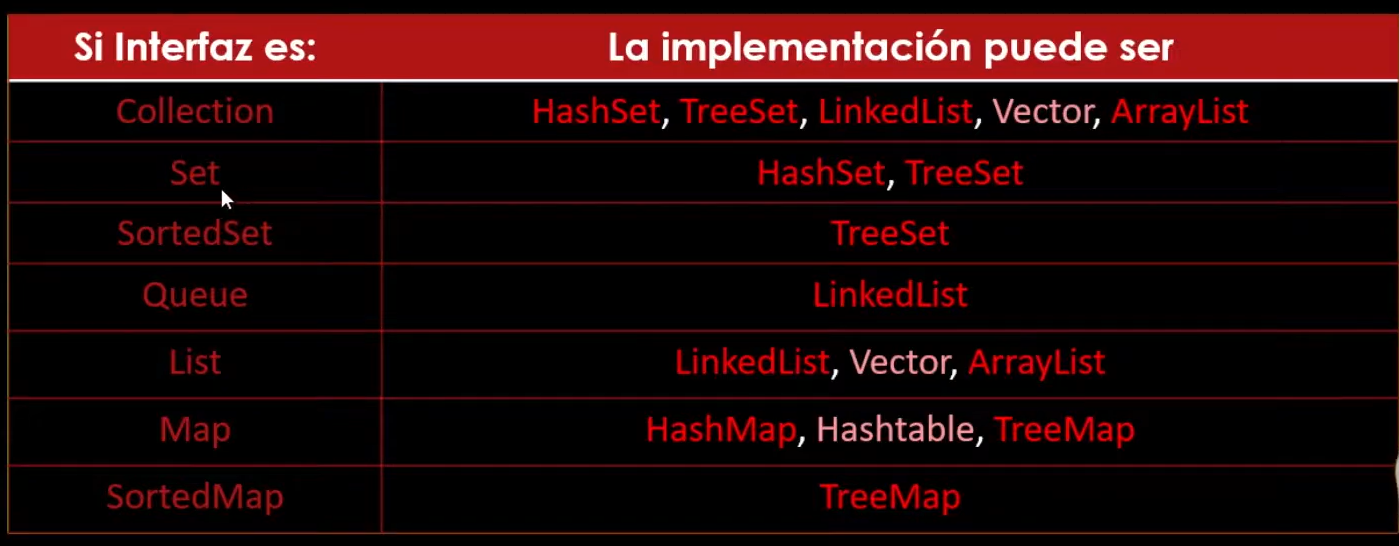 Si Interfaz es: La implementación puede ser
Collection HashSet, TreeSet, LinkedList, Vector, ArrayList
Set HashSet, TreeSet
SortedSet TreeSet
Queue LinkedList
List LinkedList, Vector, ArrayList
Map HashMap, Hashtable, TreeMap
SortedMap TreeMap